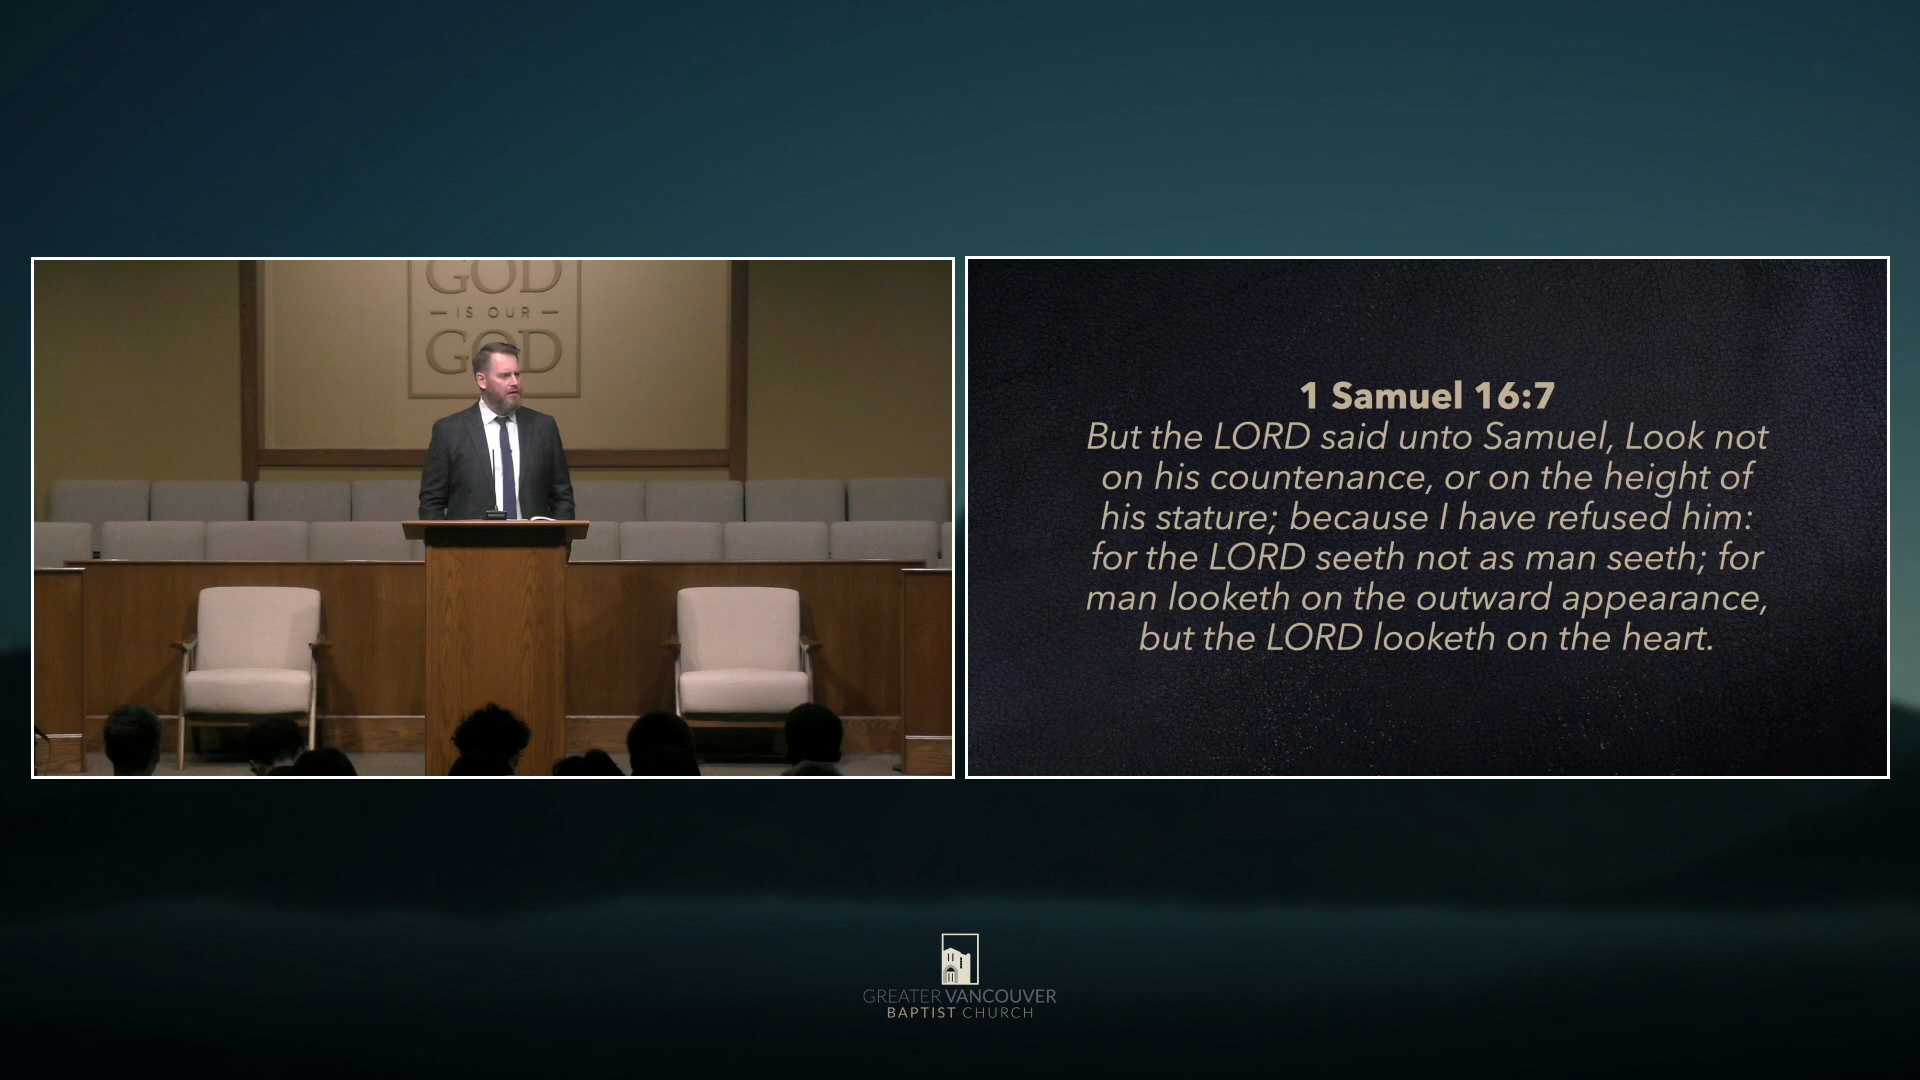 GOD
IS OUR
GOD
1 Samuel 16:7
But the LORD said unto Samuel, Look not
on his countenance, or on the height of
his stature; because I have refused him:
for the LORD seeth not as man seeth; for
man looketh on the outward appearance,
but the LORD looketh on the heart.
GREATER VANCOUVER
BAPTIST CHURCH